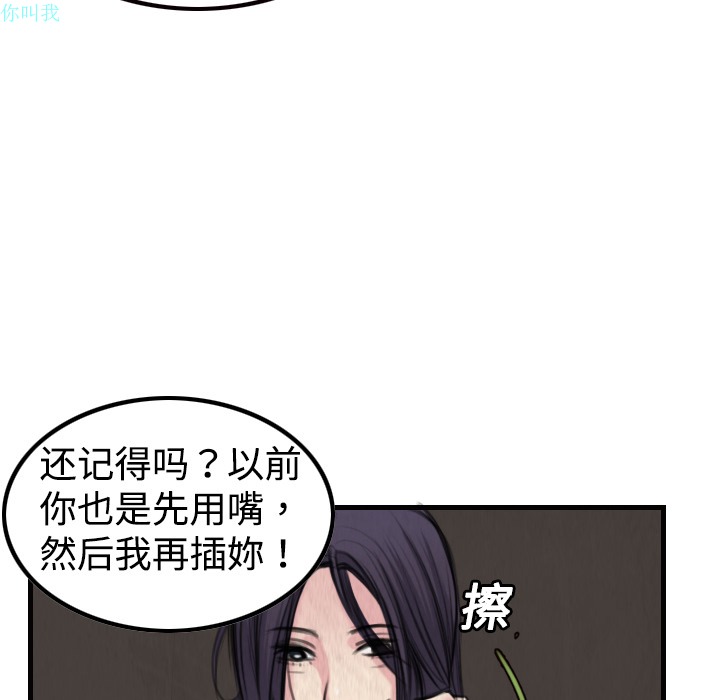 你叫我
还记得吗？以前
你也是先用嘴，
然后我再插妳！
擦